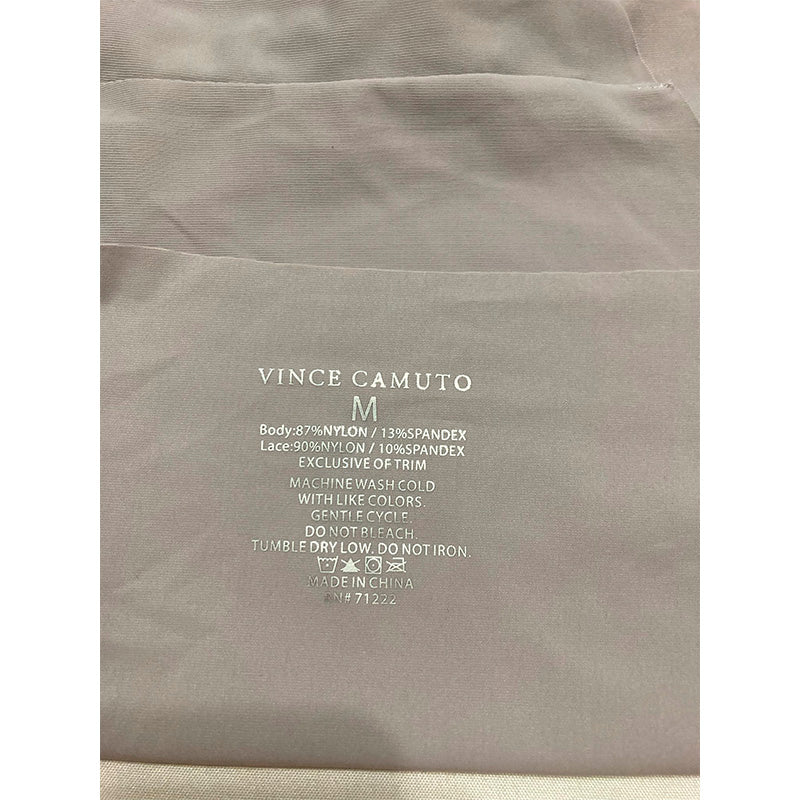 VINCE CAMUTO
M
Body:87%NYLON / 13%SPANDEX
Lace:90%NYLON / 10%SPANDEX
EXCLUSIVE OF TRIM
MACHINE WASH COLD
WITH LIKE COLORS.
GENTLE CYCLE.
DO NOT BLEACH.
TUMBLE DRY LOW. DO NOT IRON.
MADE IN CHINA
RN# 71222